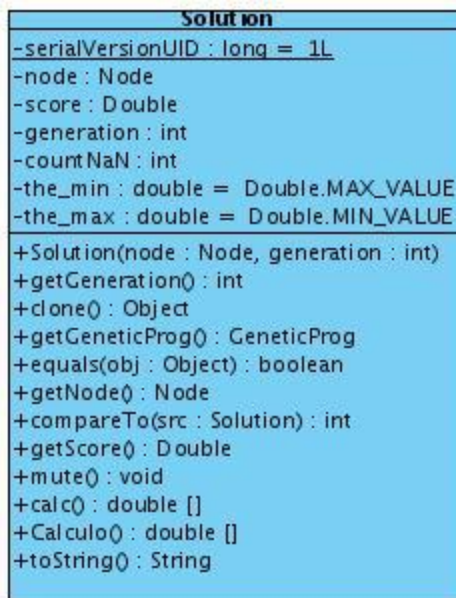 Solution
-serialVersionUID : long = 1L
-node : Node
-score : Double
-generation : int
-countNaN : int
-the_min : double = Double.MAX_VALUE
-the_max : double = Double.MIN_VALUE
+Solution(node : Node, generation : int)
+getGeneration() : int
+clone() : Object
+getGeneticProg() : GeneticProg
+equals(obj : Object) : boolean
+getNode() : Node
+compareTo(src : Solution) : int
+getScore() : Double
+mute() : void
+calc() : double []
+Calculo() : double []
+toString() : String